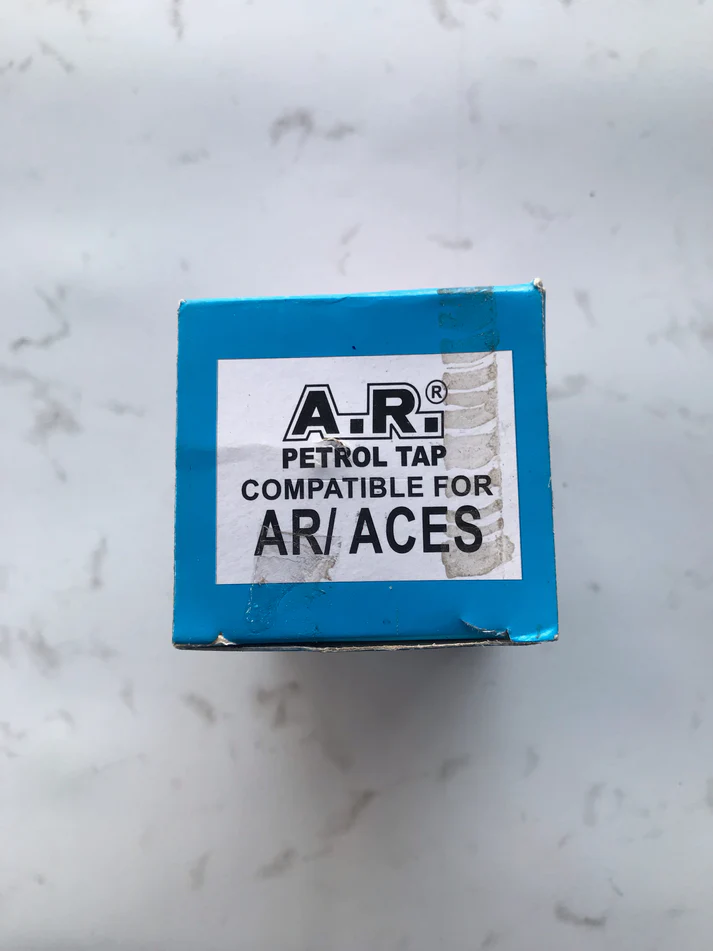 A.R.®
PETROL TAP
COMPATIBLE FOR
AR/ ACES